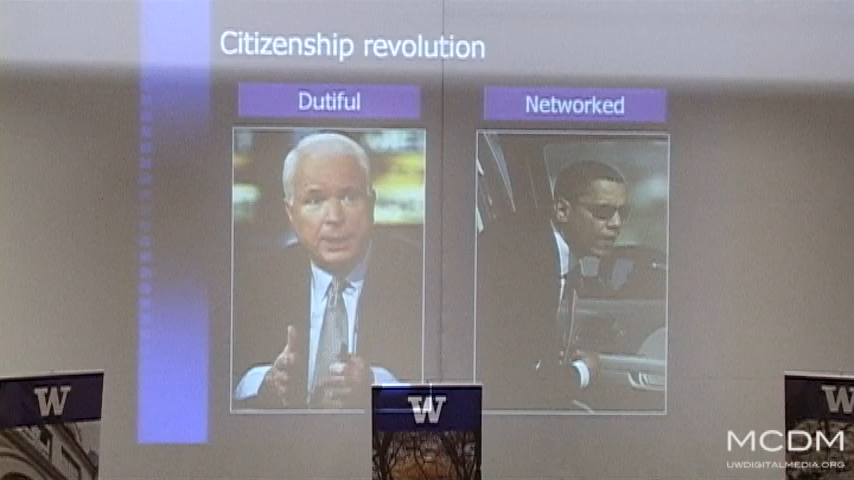 Citizenship revolution
Dutiful
Networked
W
W
W
MCDM
UWDIGITALMEDIA.ORG